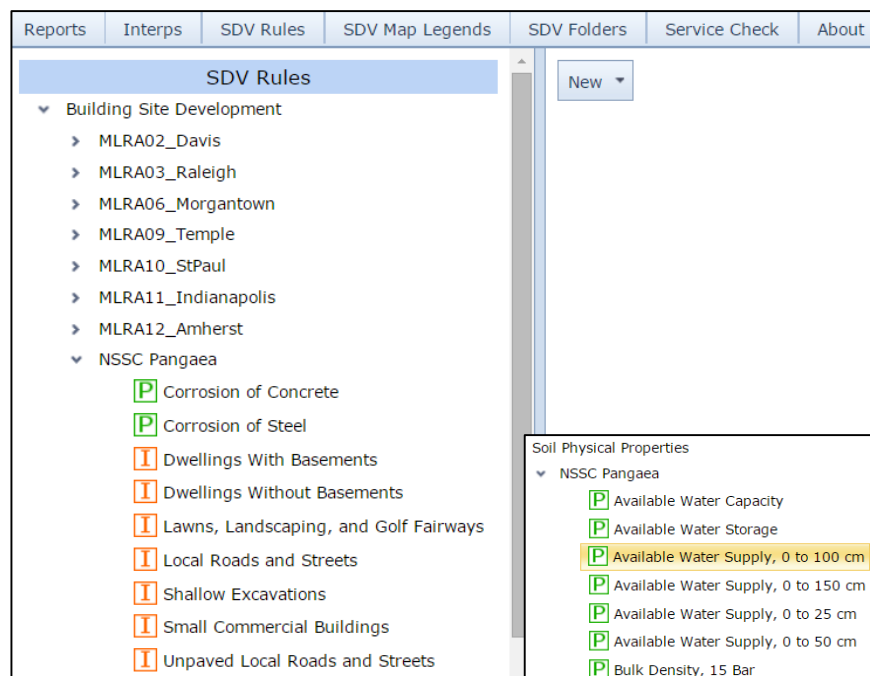 Reports Interps SDV Rules SDV Map Legends SDV Folders Service Check About
SDV Rules
New
Building Site Development
MLRA02_Davis
MLRA03_Raleigh
MLRA06_Morgantown
MLRA09_Temple
MLRA10_StPaul
MLRA11_Indianapolis
MLRA12_Amherst
NSSC Pangaea
P Corrosion of Concrete
P Corrosion of Steel
I Dwellings With Basements
I Dwellings Without Basements
I Lawns, Landscaping, and Golf Fairways
I Local Roads and Streets
I Shallow Excavations
I Small Commercial Buildings
I Unpaved Local Roads and Streets
Soil Physical Properties
NSSC Pangaea
P Available Water Capacity
P Available Water Storage
P Available Water Supply, 0 to 100 cm
P Available Water Supply, 0 to 150 cm
P Available Water Supply, 0 to 25 cm
P Available Water Supply, 0 to 50 cm
P Bulk Density, 15 Bar